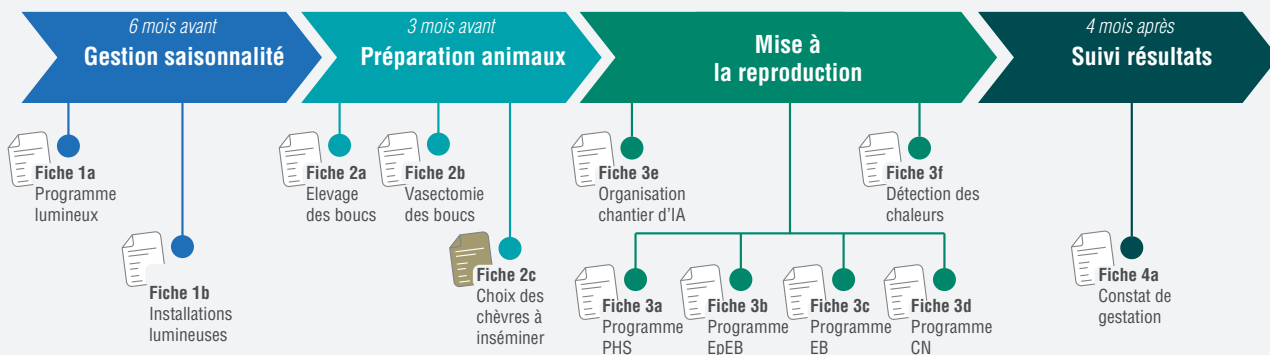 6 mois avant
Gestion saisonnalité
3 mois avant
Préparation animaux
Mise à
la reproduction
4 mois après
Suivi résultats
Fiche 1a
Programme
lumineux
Fiche 1b
Installations
lumineuses
Fiche 2a
Elevage
des boucs
Fiche 2b
Vasectomie
des boucs
Fiche 2c
Choix des
chèvres à
inséminer
Fiche 3e
Organisation
chantier d'IA
Fiche 3f
Détection des
chaleurs
Fiche 3a
Programme
PHS
Fiche 3b
Programme
EpEB
Fiche 3c
Programme
EB
Fiche 3d
Programme
CN
Fiche 4a
Constat de
gestation